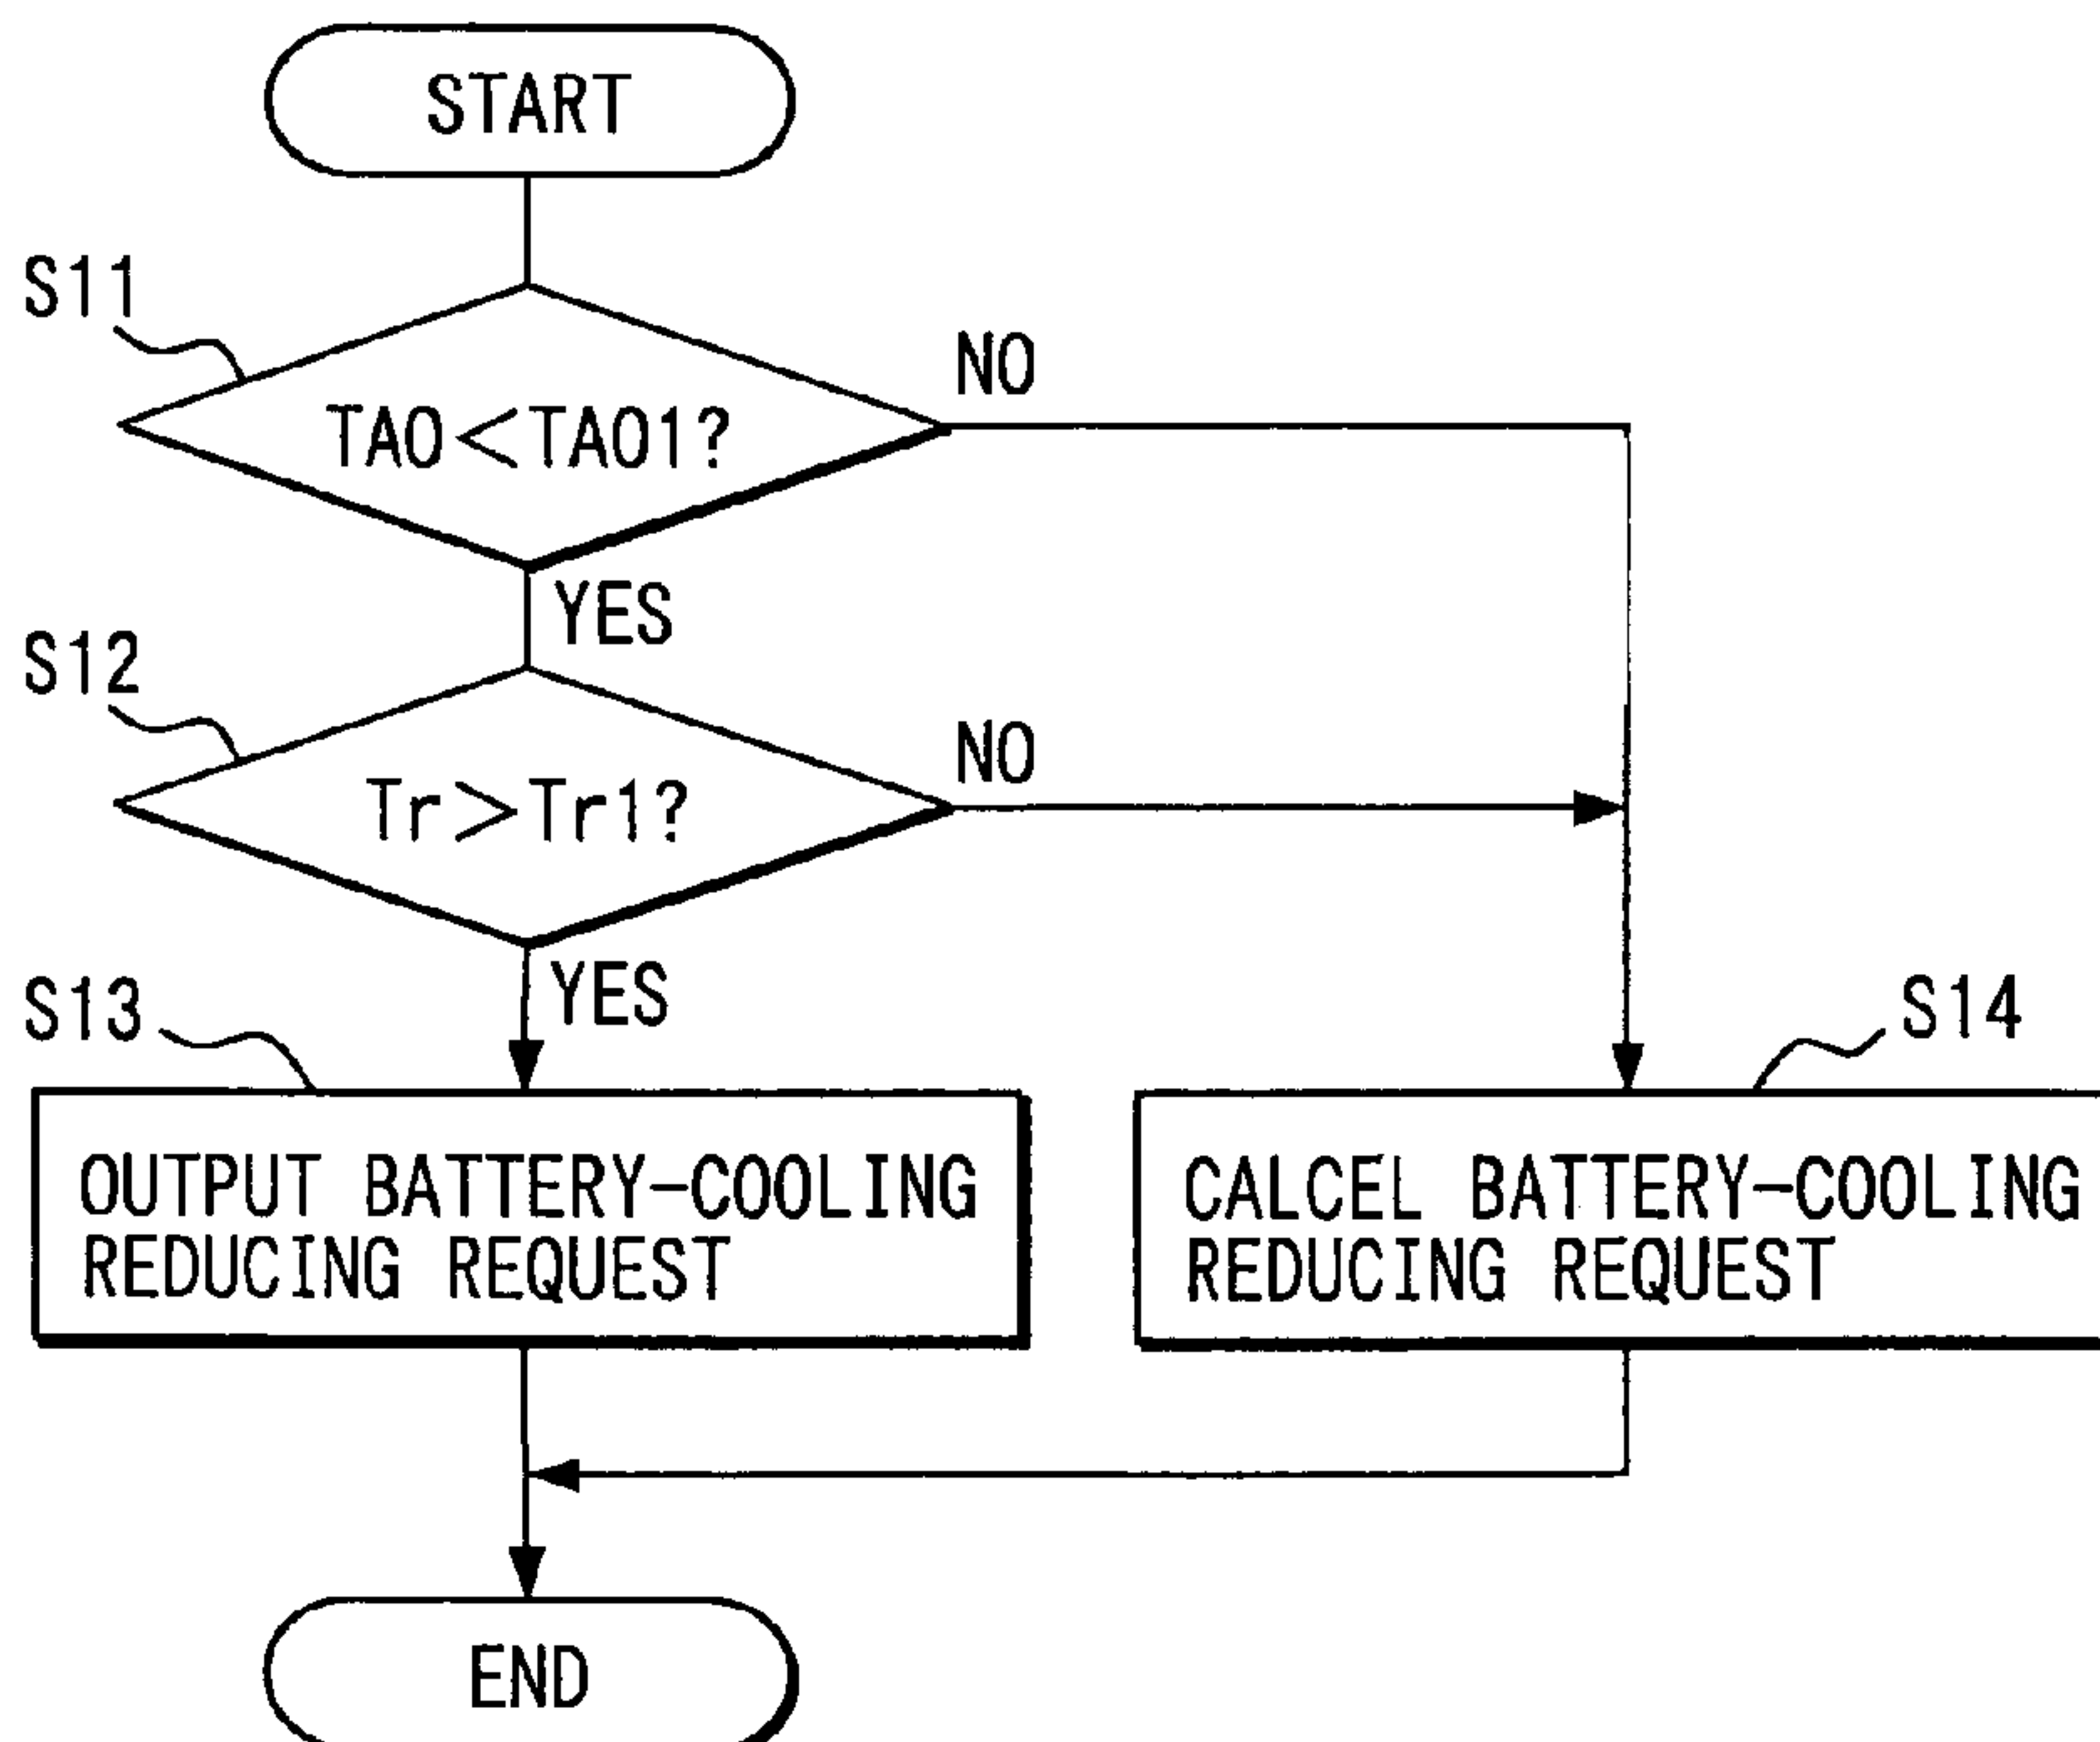 START
S11
TAO<TAO1?
NO
YES
S12
Tr>Tr1?
NO
YES
S13
OUTPUT BATTERY-COOLING
REDUCING REQUEST
S14
CALCEL BATTERY-COOLING
REDUCING REQUEST
END